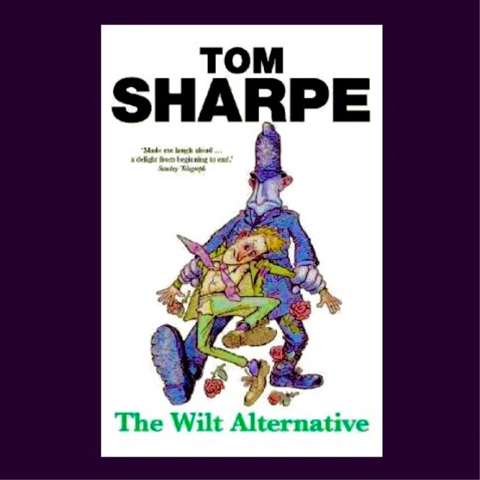 TOM
SHARPE
'Made me laugh aloud ...
a delight from beginning to end.'
Sunday Telegraph
The Wilt Alternative